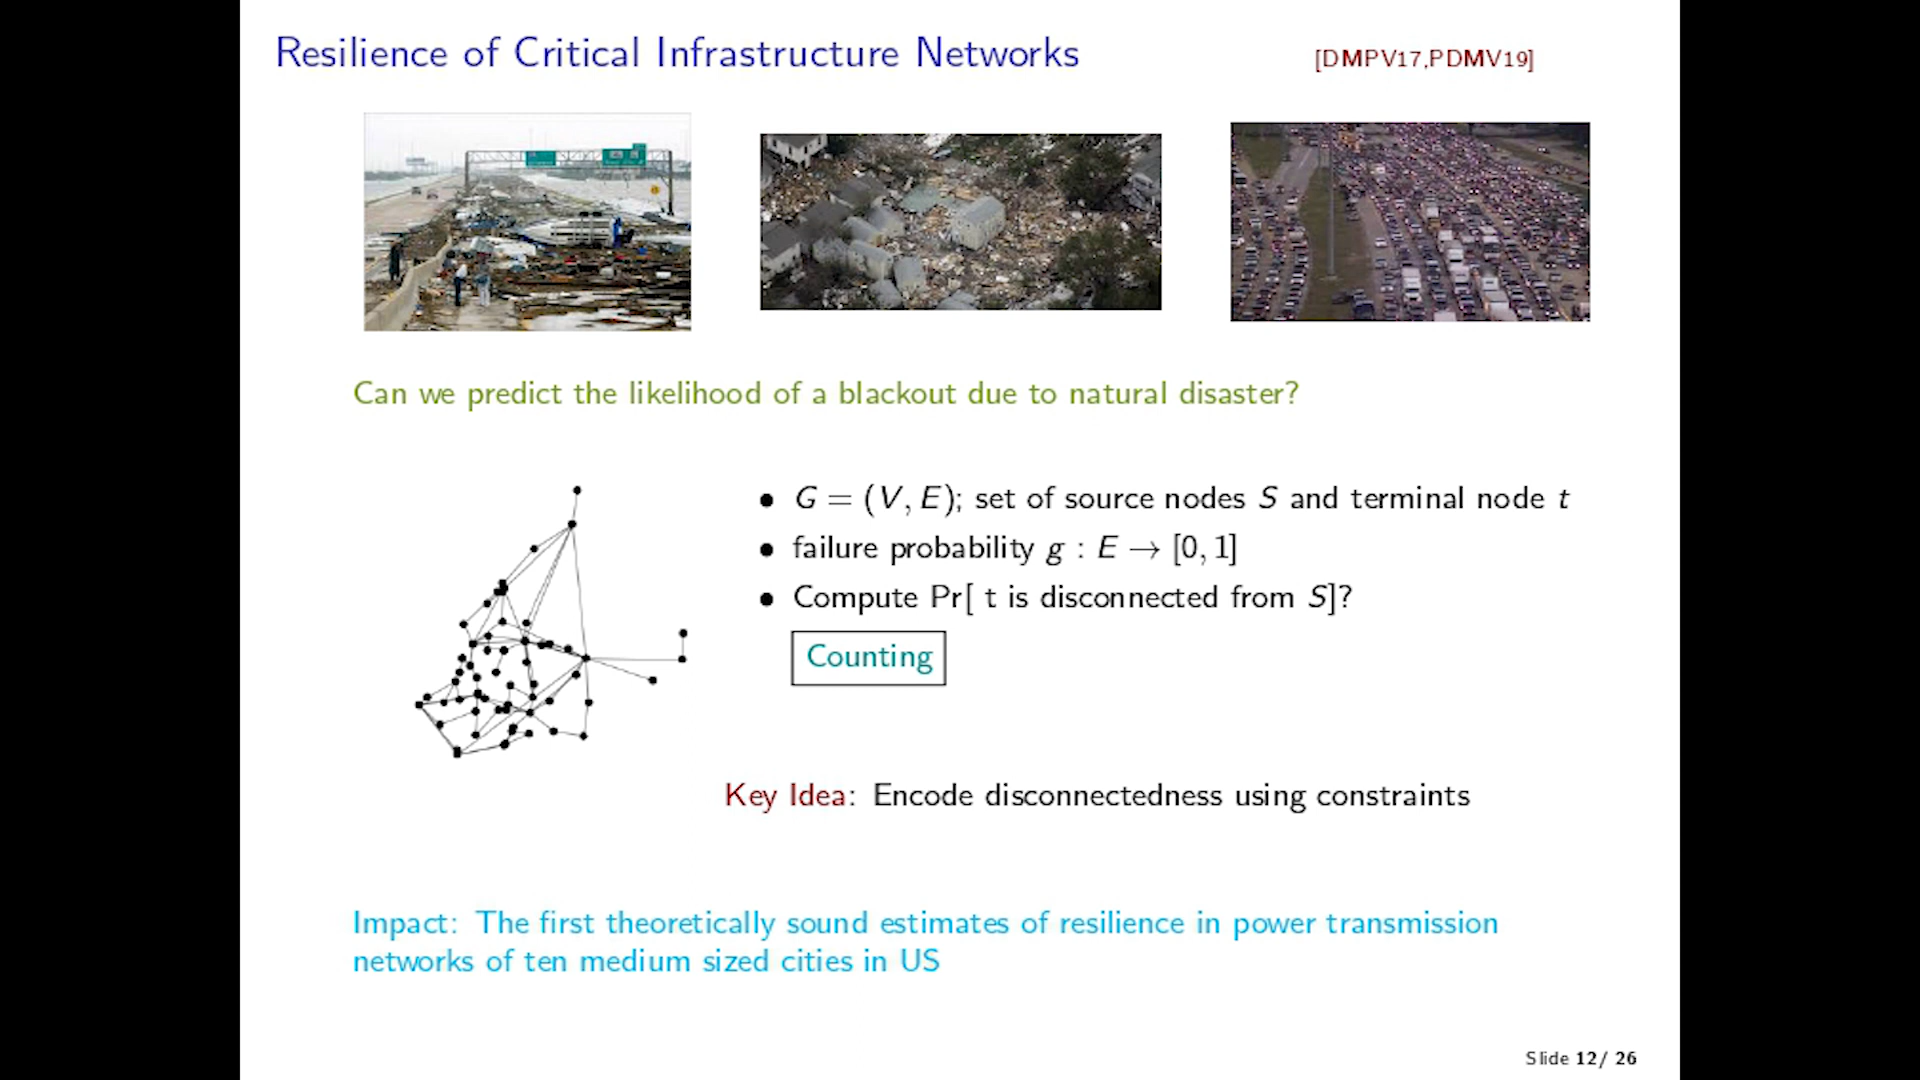 Resilience of Critical Infrastructure Networks [DMPV17,PDMV19]
Can we predict the likelihood of a blackout due to natural disaster?
• G = (V, E); set of source nodes S and terminal node t
• failure probability g : E → [0, 1]
• Compute Pr[ t is disconnected from S]?
Counting
Key Idea: Encode disconnectedness using constraints
Impact: The first theoretically sound estimates of resilience in power transmission
networks of ten medium sized cities in US
Slide 12/ 26